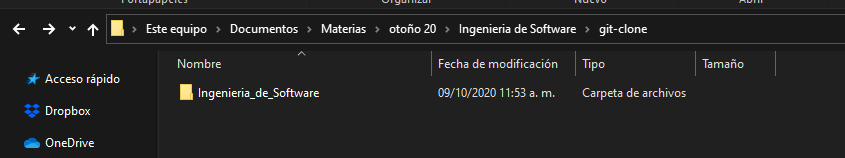 Portapapeles Organizar Nuevo Abrir
Este equipo > Documentos > Materias > otoño 20 > Ingenieria de Software > git-clone
Nombre Fecha de modificación Tipo Tamaño
Acceso rápido
Ingenieria_de_Software 09/10/2020 11:53 a. m. Carpeta de archivos
Dropbox
OneDrive